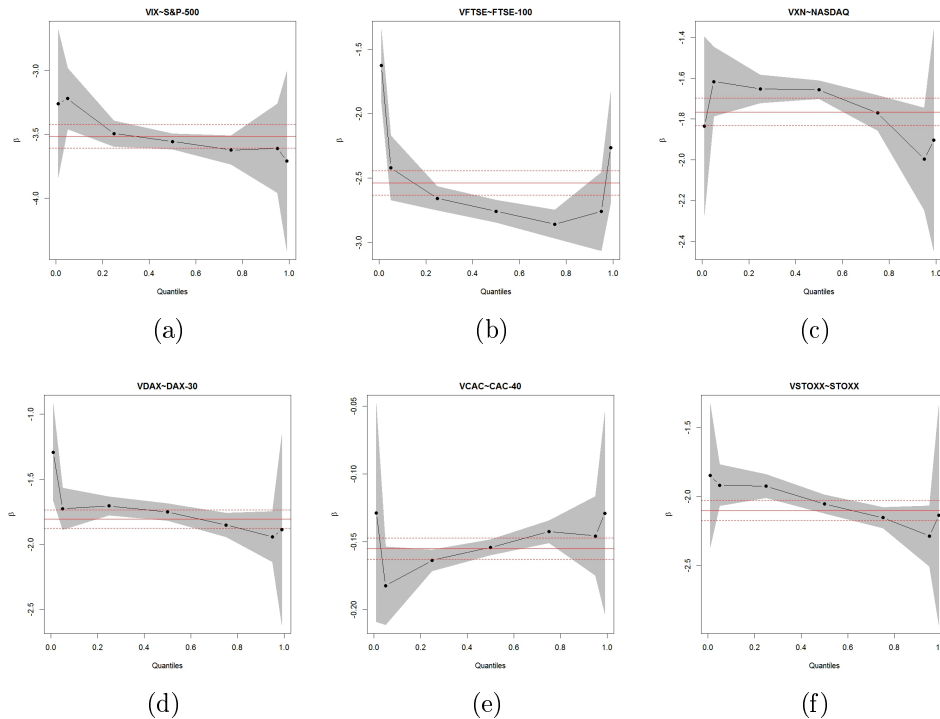 VIX~S&P-500
β
-3.0
-3.5
-4.0
0.0 0.2 0.4 0.6 0.8 1.0
Quantiles
(a)
VFTSE~FTSE-100
β
-1.5
-2.0
-2.5
-3.0
0.0 0.2 0.4 0.6 0.8 1.0
Quantiles
(b)
VXN~NASDAQ
β
-1.4
-1.6
-1.8
-2.0
-2.2
-2.4
0.0 0.2 0.4 0.6 0.8 1.0
Quantiles
(c)
VDAX~DAX-30
β
-1.0
-1.5
-2.0
-2.5
0.0 0.2 0.4 0.6 0.8 1.0
Quantiles
(d)
VCAC~CAC-40
β
-0.05
-0.10
-0.15
-0.20
0.0 0.2 0.4 0.6 0.8 1.0
Quantiles
(e)
VSTOXX~STOXX
β
-1.5
-2.0
-2.5
0.0 0.2 0.4 0.6 0.8 1.0
Quantiles
(f)